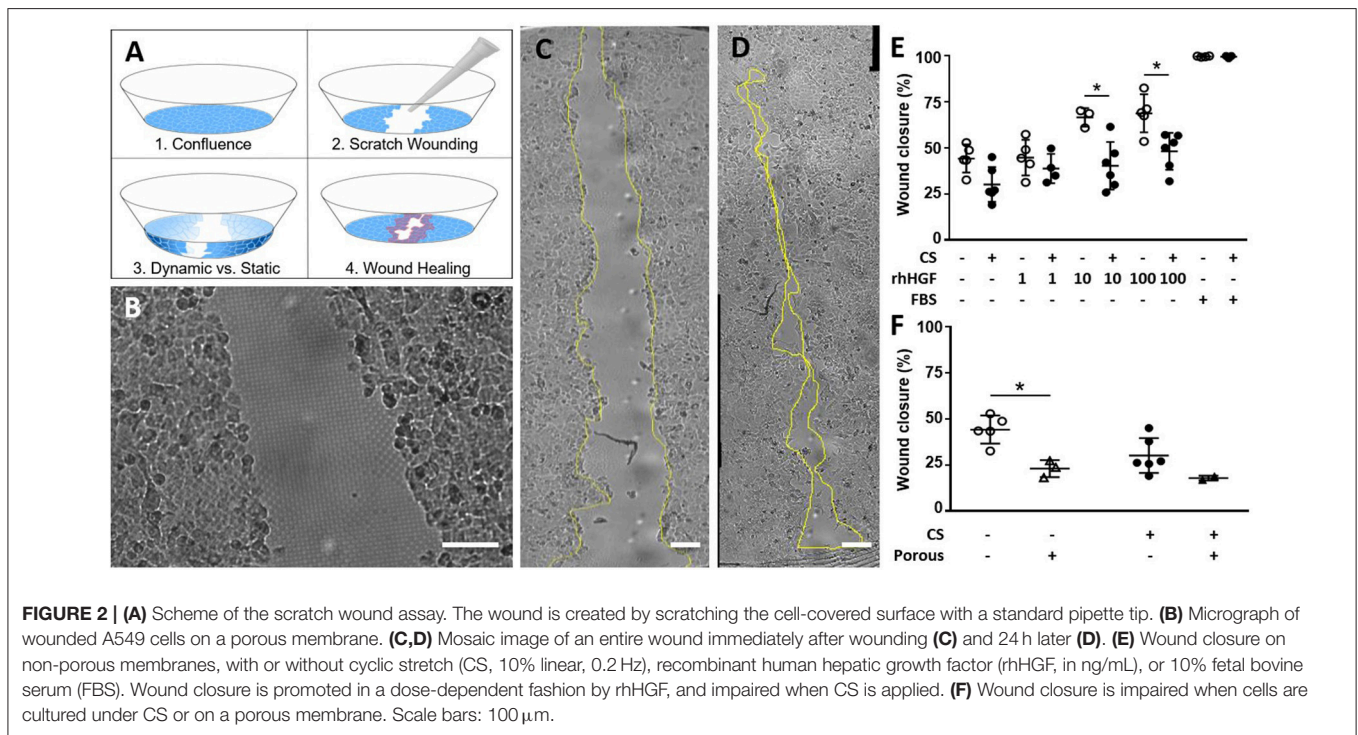 A
1. Confluence
2. Scratch Wounding
3. Dynamic vs. Static
4. Wound Healing
B
C
D
E
Wound closure (%)
100
75
50
25
0
*
*
CS - + - + - + - + - +
rhHGF - - 1 1 10 10 100 100 - -
FBS - - - - - - - - + +
F
Wound closure (%)
100
75
50
25
0
*
CS - - + +
Porous - + - +
FIGURE 2 | (A) Scheme of the scratch wound assay. The wound is created by scratching the cell-covered surface with a standard pipette tip. (B) Micrograph of
wounded A549 cells on a porous membrane. (C,D) Mosaic image of an entire wound immediately after wounding (C) and 24 h later (D). (E) Wound closure on
non-porous membranes, with or without cyclic stretch (CS, 10% linear, 0.2 Hz), recombinant human hepatic growth factor (rhHGF, in ng/mL), or 10% fetal bovine
serum (FBS). Wound closure is promoted in a dose-dependent fashion by rhHGF, and impaired when CS is applied. (F) Wound closure is impaired when cells are
cultured under CS or on a porous membrane. Scale bars: 100 μm.